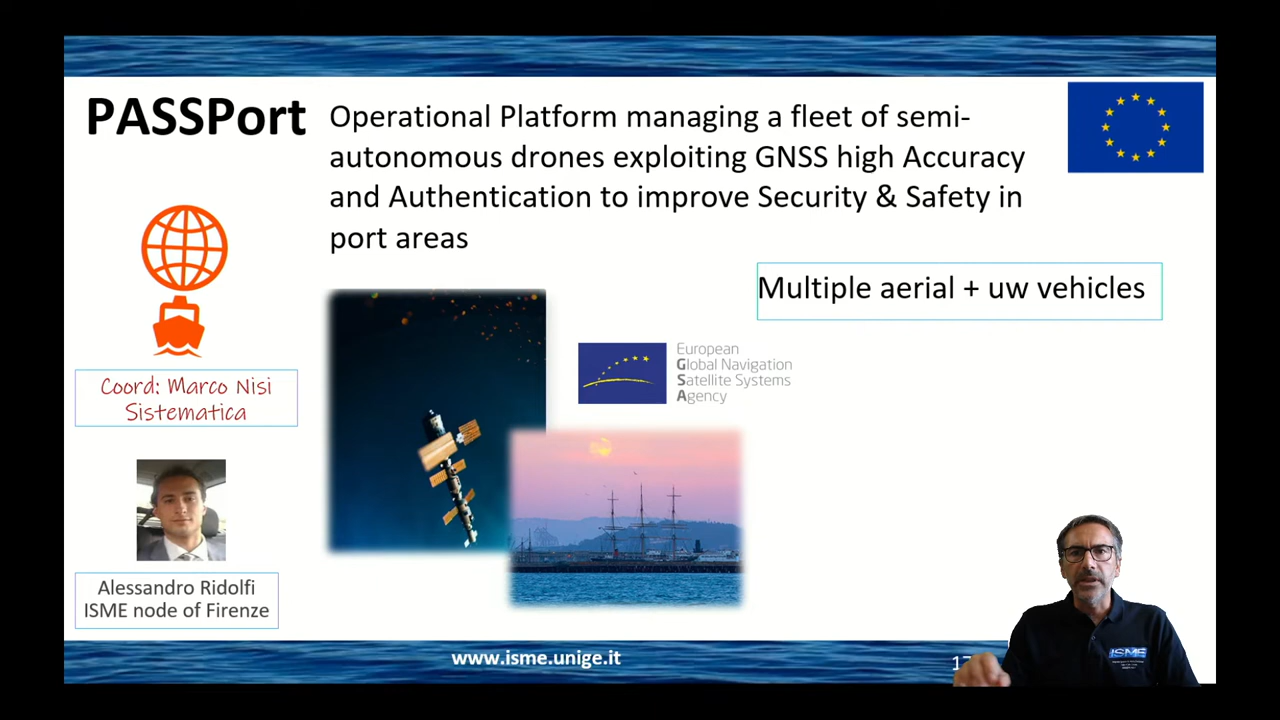 PASSPort
Operational Platform managing a fleet of semi-
autonomous drones exploiting GNSS high Accuracy
and Authentication to improve Security & Safety in
port areas
Multiple aerial + uw vehicles
European
Global Navigation
Satellite Systems
Agency
Coord: Marco Nisi
Sistematica
Alessandro Ridolfi
ISME node of Firenze
www.isme.unige.it
ISME